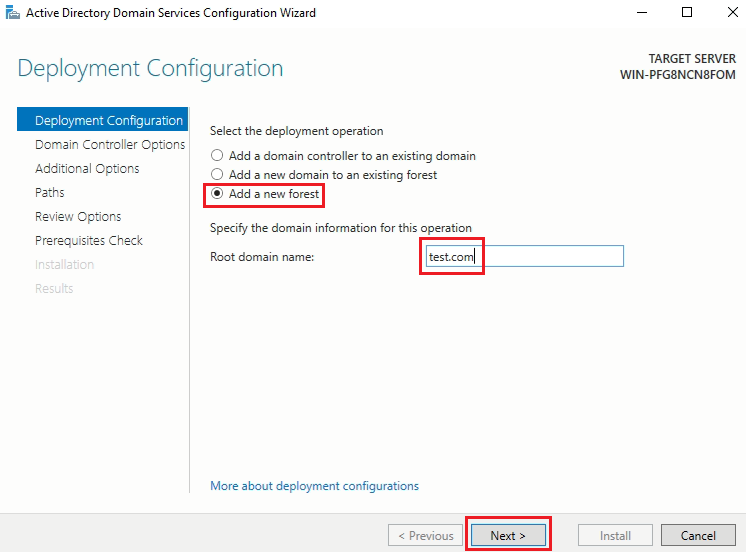 Active Directory Domain Services Configuration Wizard
Deployment Configuration
TARGET SERVER
WIN-PFG8NCN8FOM
Deployment Configuration
Domain Controller Options
Additional Options
Paths
Review Options
Prerequisites Check
Installation
Results
Select the deployment operation
Add a domain controller to an existing domain
Add a new domain to an existing forest
Add a new forest
Specify the domain information for this operation
Root domain name: test.com
More about deployment configurations
< Previous Next > Install Cancel